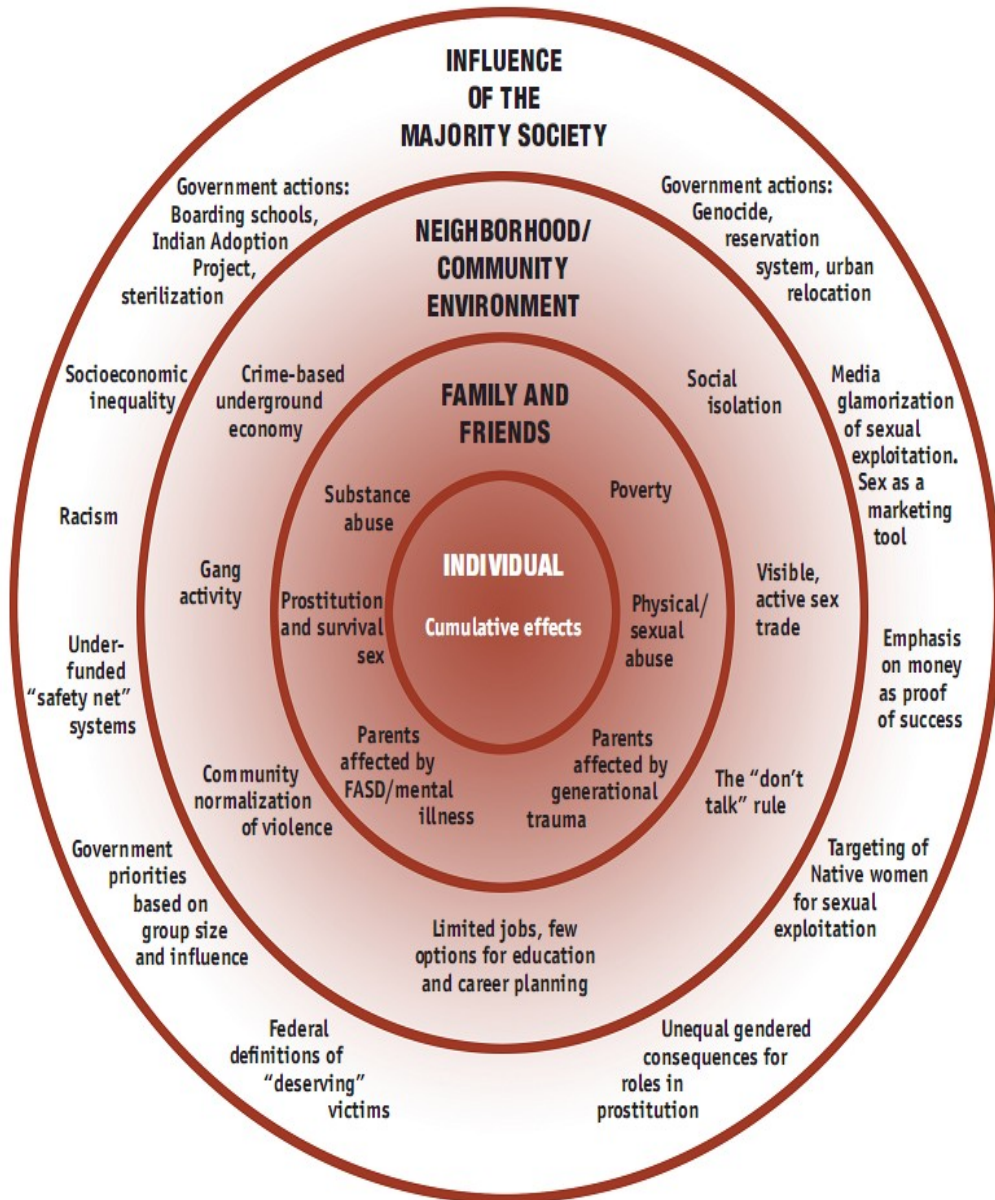 INFLUENCE
OF THE
MAJORITY SOCIETY
Government actions:
Boarding schools,
Indian Adoption
Project,
sterilization
Government actions:
Genocide,
reservation
system, urban
relocation
Socioeconomic
inequality
Media
glamorization
of sexual
exploitation.
Sex as a
marketing
tool
Racism
Under-
funded
“safety net”
systems
Emphasis
on money
as proof
of success
Government
priorities
based on
group size
and influence
Targeting of
Native women
for sexual
exploitation
Federal
definitions of
“deserving”
victims
Unequal gendered
consequences for
roles in
prostitution
NEIGHBORHOOD/
COMMUNITY
ENVIRONMENT
Crime-based
underground
economy
Social
isolation
Gang
activity
Visible,
active sex
trade
Community
normalization
of violence
The “don’t
talk” rule
Limited jobs, few
options for education
and career planning
FAMILY AND
FRIENDS
Substance
abuse
Poverty
Prostitution
and survival
sex
Physical/
sexual
abuse
Parents
affected by
FASD/mental
illness
Parents
affected by
generational
trauma
INDIVIDUAL
Cumulative effects